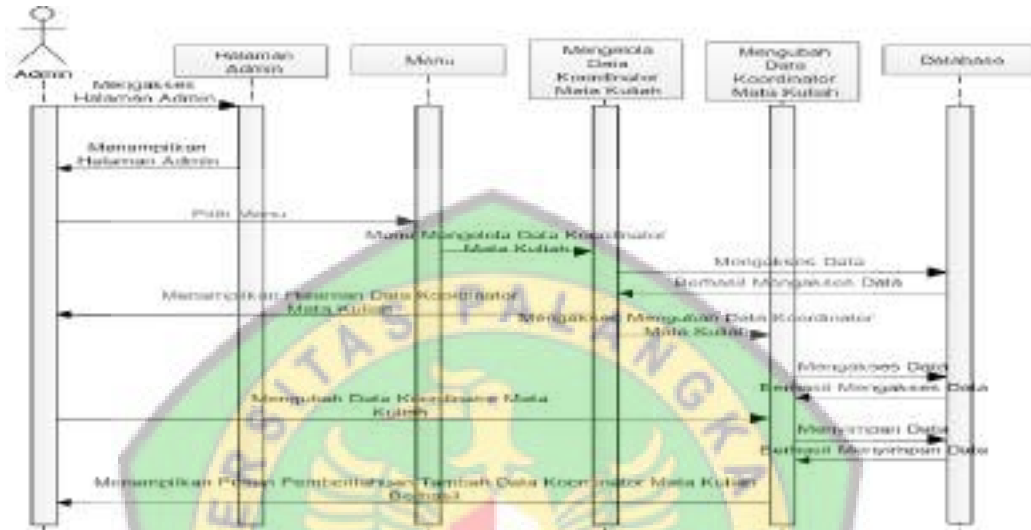 Admin
Halaman
Admin
Menu
Mengelola
Data
Koordinator
Mata Kuliah
Mengubah
Data
Koordinator
Mata Kuliah
Database
Mengakses
Halaman Admin
Menampilkan
Halaman Admin
Pilih Menu
Menu Mengelola Data Koordinator
Mata Kuliah
Mengakses Data
Berhasil Mengakses Data
Menampilkan Halaman Data Koordinator
Mata Kuliah
Mengakses Mengubah Data Koordinator
Mata Kuliah
Mengakses Data
Berhasil Mengakses Data
Mengubah Data Koordinator Mata
Kuliah
Menyimpan Data
Berhasil Menyimpan Data
Menampilkan Pesan Pemberitahuan Tambah Data Koordinator Mata Kuliah
Berhasil
ERSITAS PALANGKA